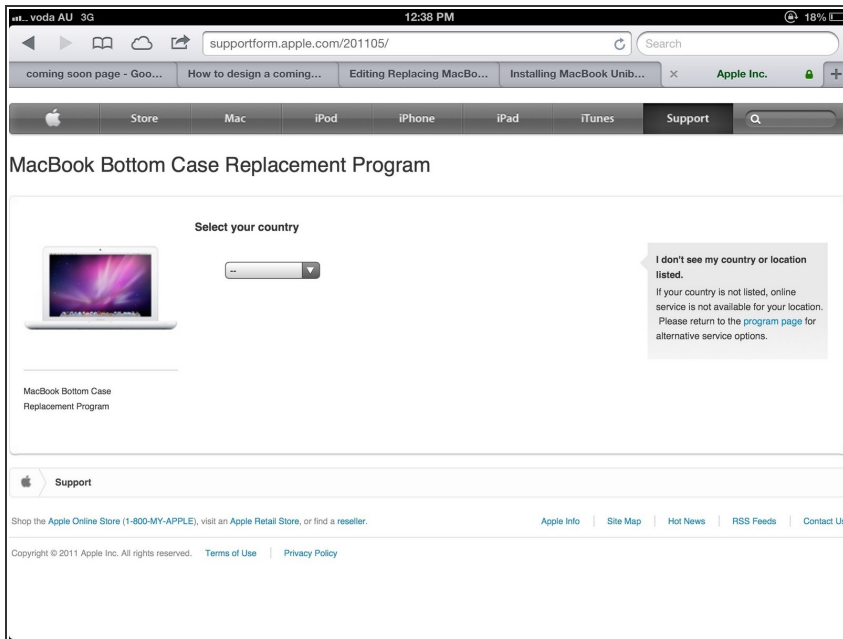 voda AU 3G 12:38 PM 18%
supportform.apple.com/201105/ Search
coming soon page - Goo... How to design a coming... Editing Replacing MacBo... Installing MacBook Unib... Apple Inc.
Store Mac iPod iPhone iPad iTunes Support
MacBook Bottom Case Replacement Program
Select your country
--
I don't see my country or location
listed.
If your country is not listed, online
service is not available for your location.
Please return to the program page for
alternative service options.
MacBook Bottom Case
Replacement Program
Support
Shop the Apple Online Store (1-800-MY-APPLE), visit an Apple Retail Store, or find a reseller. Apple Info Site Map Hot News RSS Feeds Contact Us
Copyright © 2011 Apple Inc. All rights reserved. Terms of Use Privacy Policy